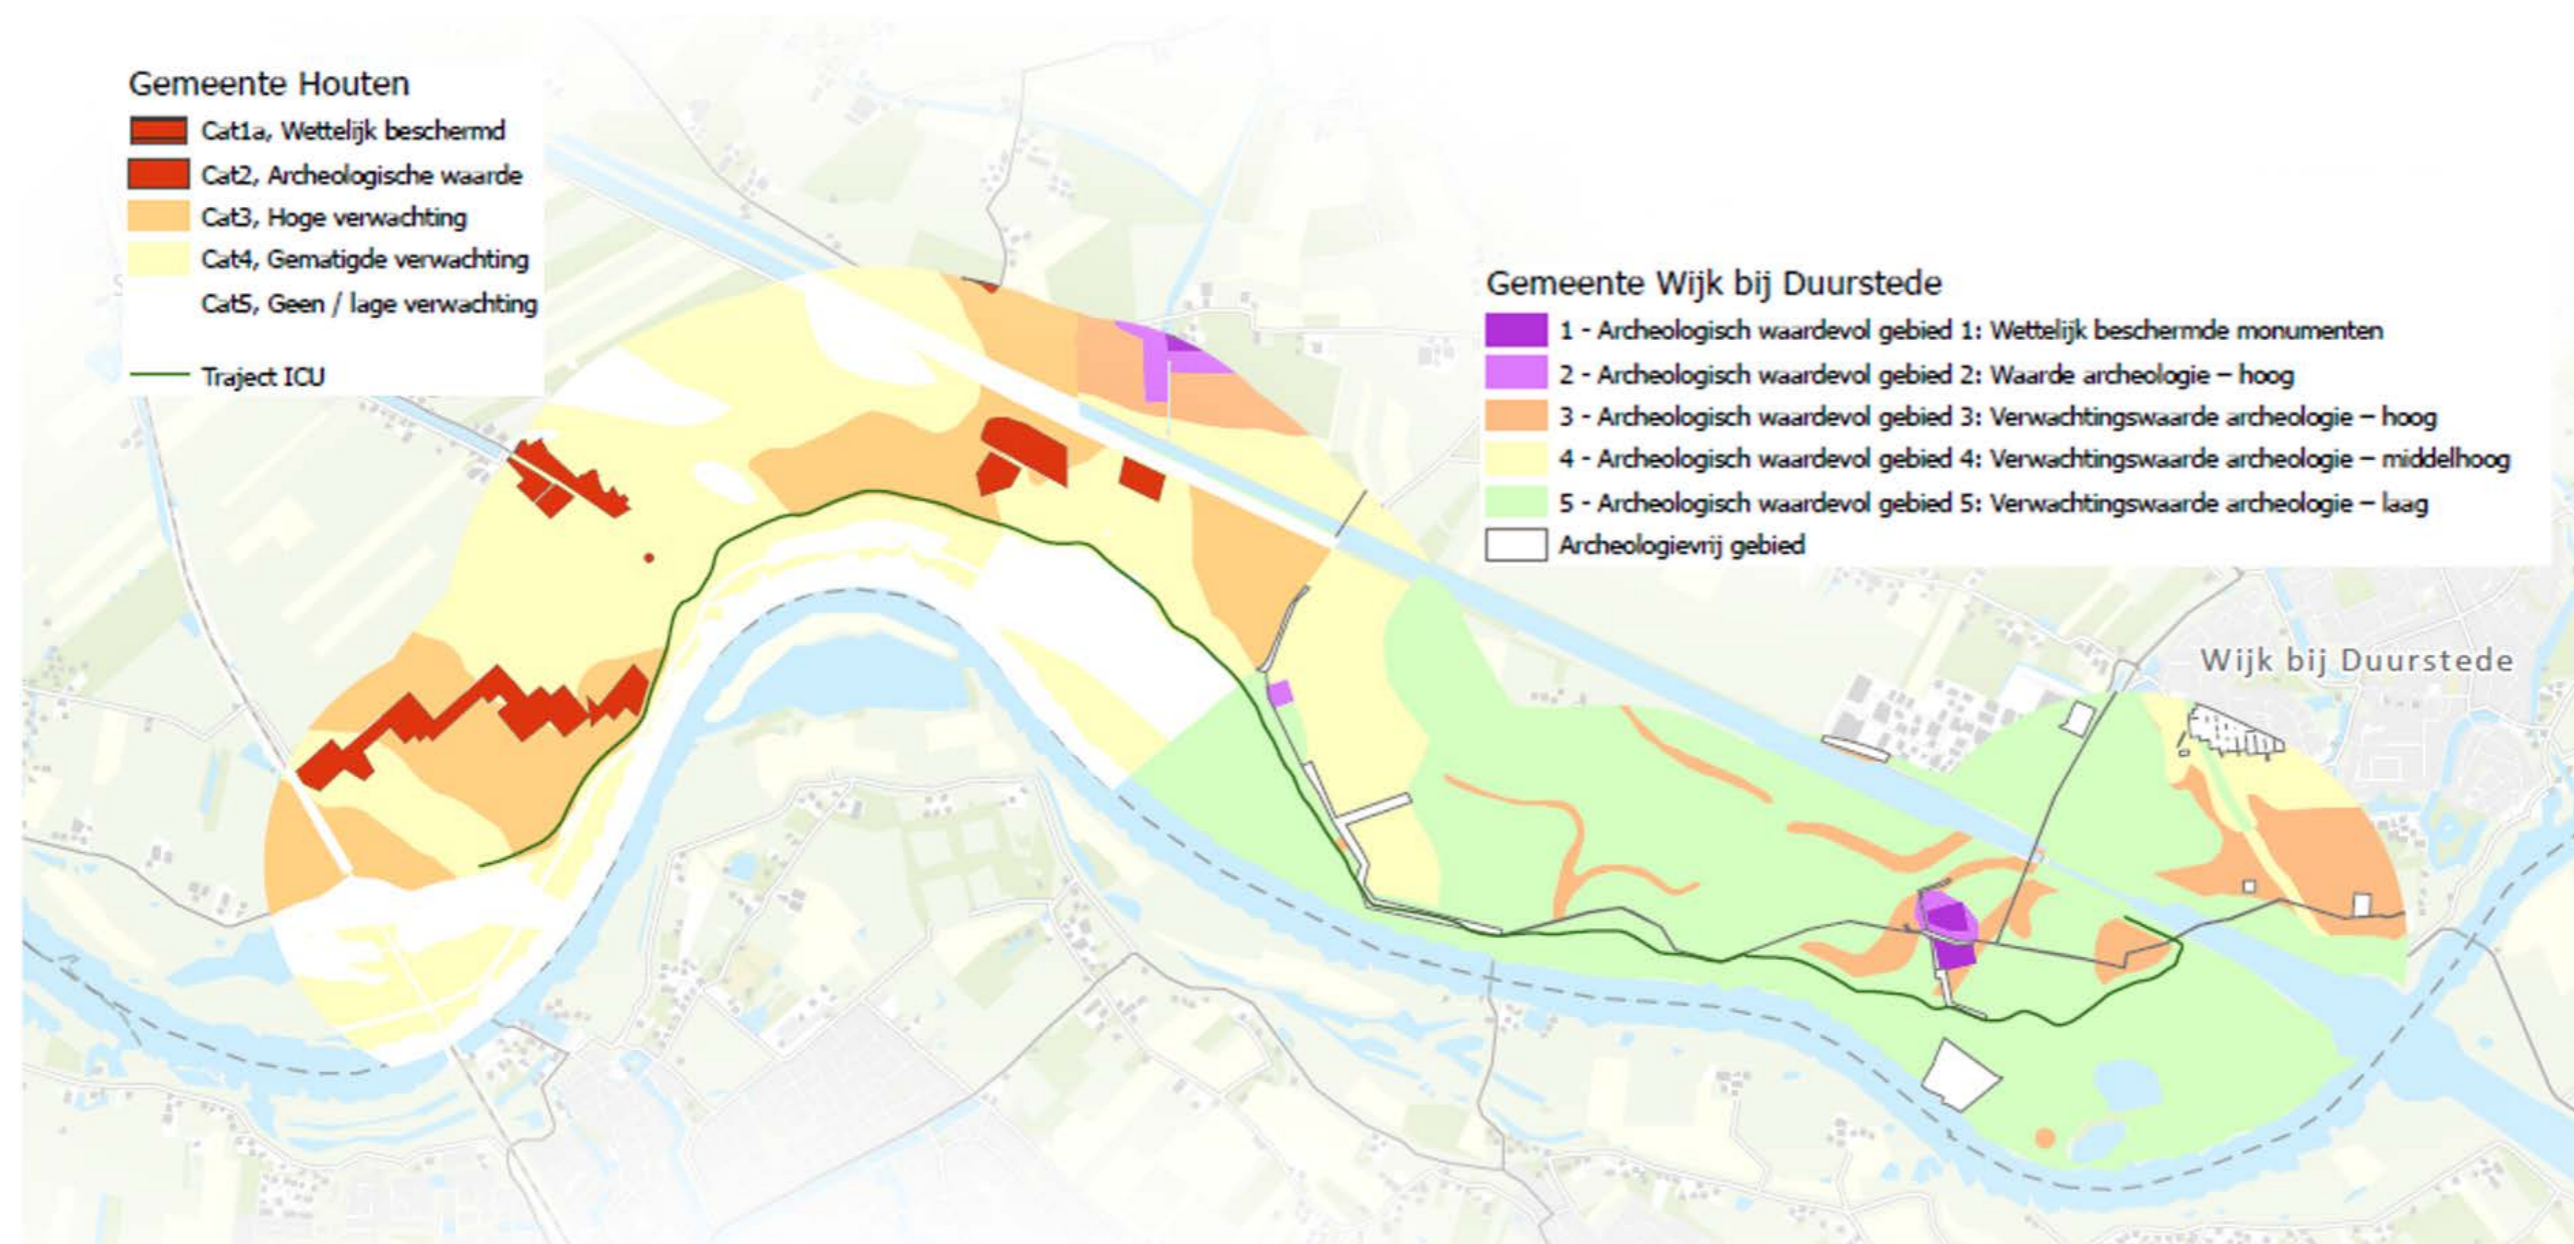 Gemeente Houten
Cat1a, Wettelijk beschermd
Cat2, Archeologische waarde
Cat3, Hoge verwachting
Cat4, Gematigde verwachting
Cat5, Geen / lage verwachting
Traject ICU
Gemeente Wijk bij Duurstede
1 - Archeologisch waardevol gebied 1: Wettelijk beschermde monumenten
2 - Archeologisch waardevol gebied 2: Waarde archeologie – hoog
3 - Archeologisch waardevol gebied 3: Verwachtingswaarde archeologie – hoog
4 - Archeologisch waardevol gebied 4: Verwachtingswaarde archeologie – middelhoog
5 - Archeologisch waardevol gebied 5: Verwachtingswaarde archeologie – laag
Archeologievrij gebied
Wijk bij Duurstede